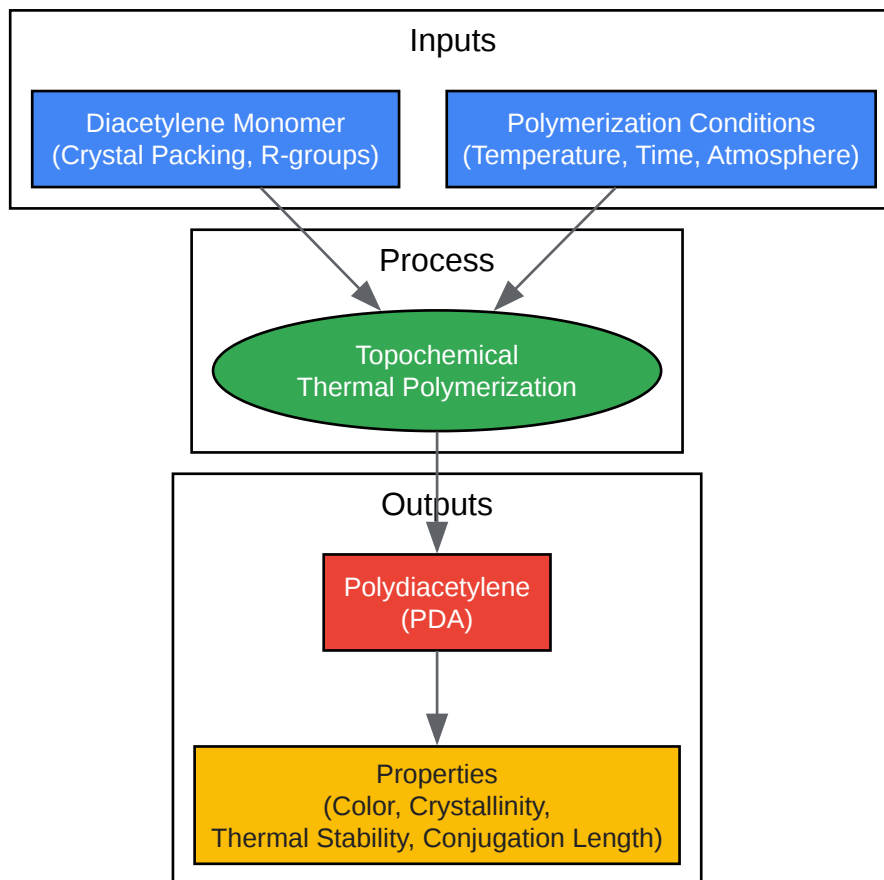 Inputs
Diacetylene Monomer
(Crystal Packing, R-groups)
Polymerization Conditions
(Temperature, Time, Atmosphere)
Process
Topochemical
Thermal Polymerization
Outputs
Polydiacetylene
(PDA)
Properties
(Color, Crystallinity,
Thermal Stability, Conjugation Length)